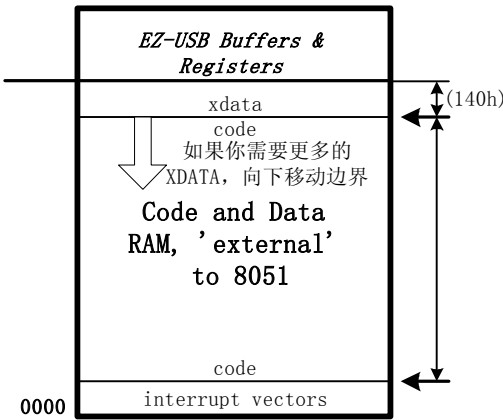 EZ-USB Buffers &
Registers
xdata
(140h)
code
如果你需要更多的
XDATA, 向下移动边界
Code and Data
RAM, 'external'
to 8051
code
0000
interrupt vectors